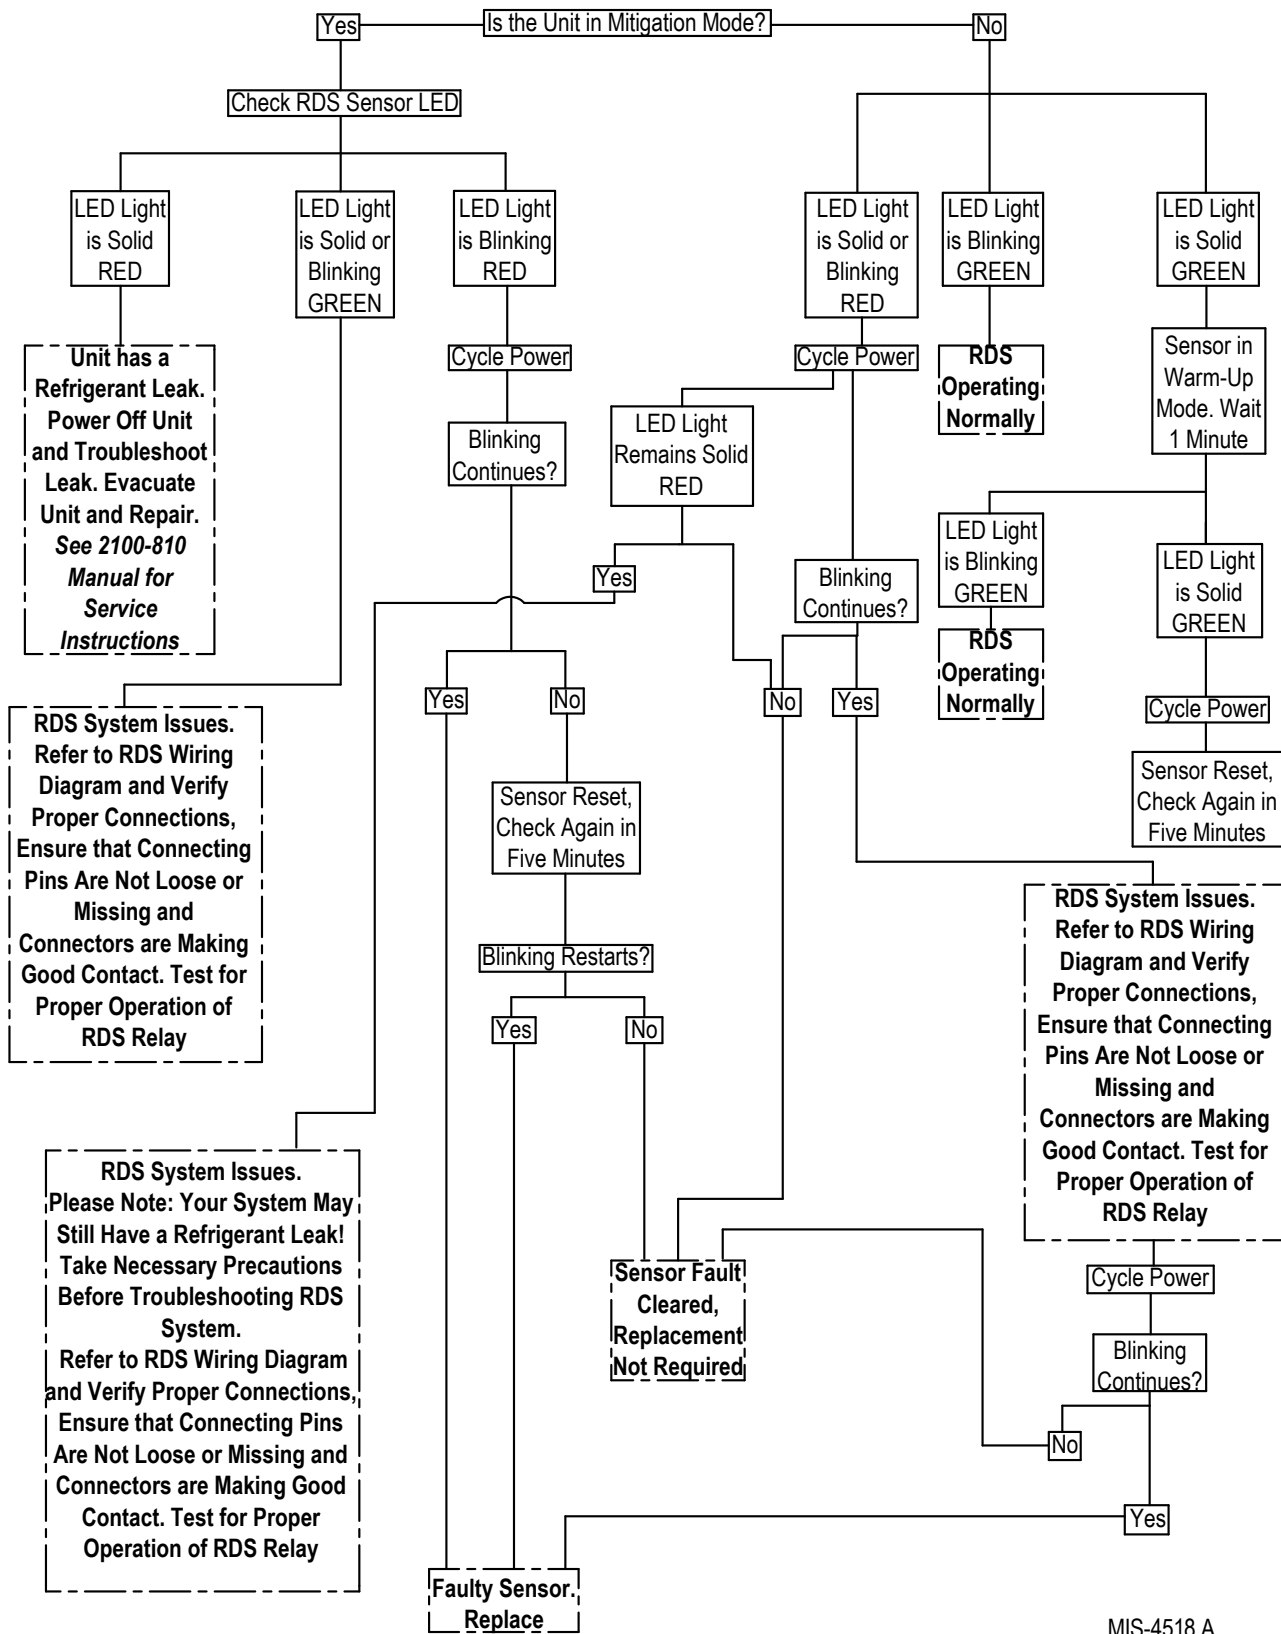 Is the Unit in Mitigation Mode?
Yes
No
Check RDS Sensor LED
LED Light
is Solid
RED
LED Light
is Solid or
Blinking
GREEN
LED Light
is Blinking
RED
LED Light
is Solid or
Blinking
RED
LED Light
is Blinking
GREEN
LED Light
is Solid
GREEN
Unit has a
Refrigerant Leak.
Power Off Unit
and Troubleshoot
Leak. Evacuate
Unit and Repair.
See 2100-810
Manual for
Service
Instructions
Cycle Power
Cycle Power
RDS
Operating
Normally
Sensor in
Warm-Up
Mode. Wait
1 Minute
Blinking
Continues?
LED Light
Remains Solid
RED
LED Light
is Blinking
GREEN
LED Light
is Solid
GREEN
Yes
Blinking
Continues?
RDS
Operating
Normally
Yes
No
No
Yes
Cycle Power
RDS System Issues.
Refer to RDS Wiring
Diagram and Verify
Proper Connections,
Ensure that Connecting
Pins Are Not Loose or
Missing and
Connectors are Making
Good Contact. Test for
Proper Operation of
RDS Relay
Sensor Reset,
Check Again in
Five Minutes
Sensor Reset,
Check Again in
Five Minutes
Blinking Restarts?
Yes
No
RDS System Issues.
Refer to RDS Wiring
Diagram and Verify
Proper Connections,
Ensure that Connecting
Pins Are Not Loose or
Missing and
Connectors are Making
Good Contact. Test for
Proper Operation of
RDS Relay
RDS System Issues.
Please Note: Your System May
Still Have a Refrigerant Leak!
Take Necessary Precautions
Before Troubleshooting RDS
System.
Refer to RDS Wiring Diagram
and Verify Proper Connections,
Ensure that Connecting Pins
Are Not Loose or Missing and
Connectors are Making Good
Contact. Test for Proper
Operation of RDS Relay
Sensor Fault
Cleared,
Replacement
Not Required
Cycle Power
Blinking
Continues?
No
Yes
Faulty Sensor.
Replace
MIS-4518 A